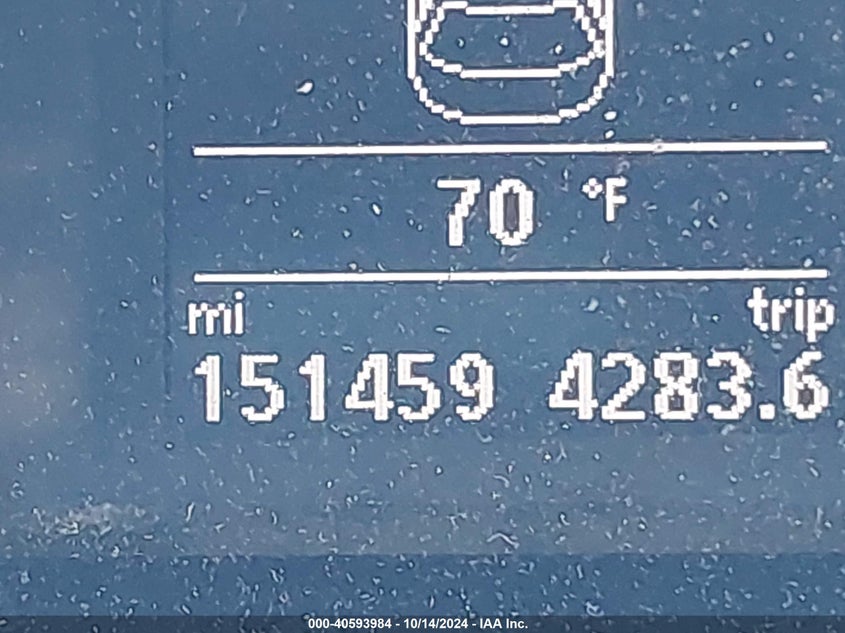 70 °F
mi trip
151459 4283.6
000-40593984 - 10/14/2024 - IAA Inc.